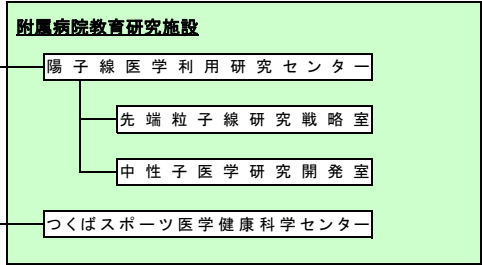 附属病院教育研究施設
陽子線医学利用研究センター
先端粒子線研究戦略室
中性子医学研究開発室
つくばスポーツ医学健康科学センター